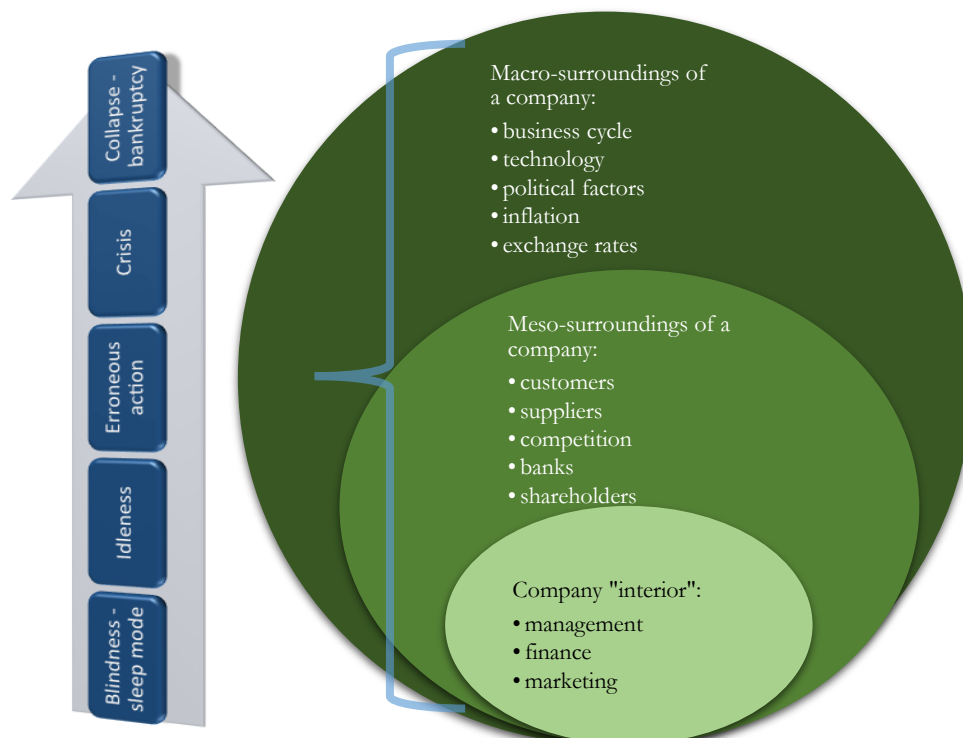 Collapse -
bankruptcy
Crisis
Erroneous
action
Idleness
Blindness -
sleep mode
Macro-surroundings of
a company:
• business cycle
• technology
• political factors
• inflation
• exchange rates
Meso-surroundings of a
company:
• customers
• suppliers
• competition
• banks
• shareholders
Company "interior":
• management
• finance
• marketing